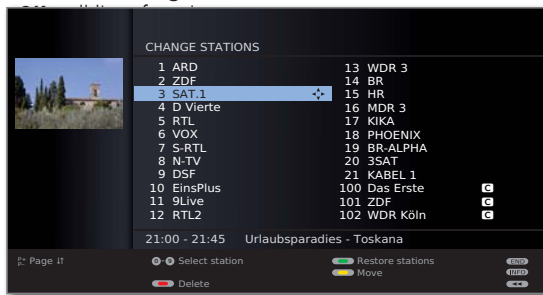 CHANGE STATIONS
1 ARD
2 ZDF
3 SAT.1
4 D Vierte
5 RTL
6 VOX
7 S-RTL
8 N-TV
9 DSF
10 EinsPlus
11 9Live
12 RTL2
13 WDR 3
14 BR
15 HR
16 MDR 3
17 KIKA
18 PHOENIX
19 BR-ALPHA
20 3SAT
21 KABEL 1
100 Das Erste C
101 ZDF C
102 WDR Köln C
21:00 - 21:45 Urlaubsparadies - Toskana
P+ P- Page ↓↑
0-9 Select station
Restore stations
END
Move
INFO
Delete